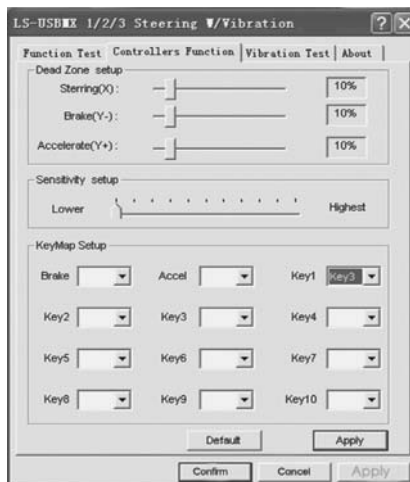 LS-USBMX 1/2/3 Steering W/Vibration ? X
Function Test Controllers Function Vibration Test About
Dead Zone setup
Sterring(X): 10%
Brake(Y-): 10%
Accelerate(Y+): 10%
Sensitivity setup
Lower Highest
KeyMap Setup
Brake Accel Key1 Key3
Key2 Key3 Key4
Key5 Key6 Key7
Key8 Key9 Key10
Default Apply
Confirm Cancel Apply